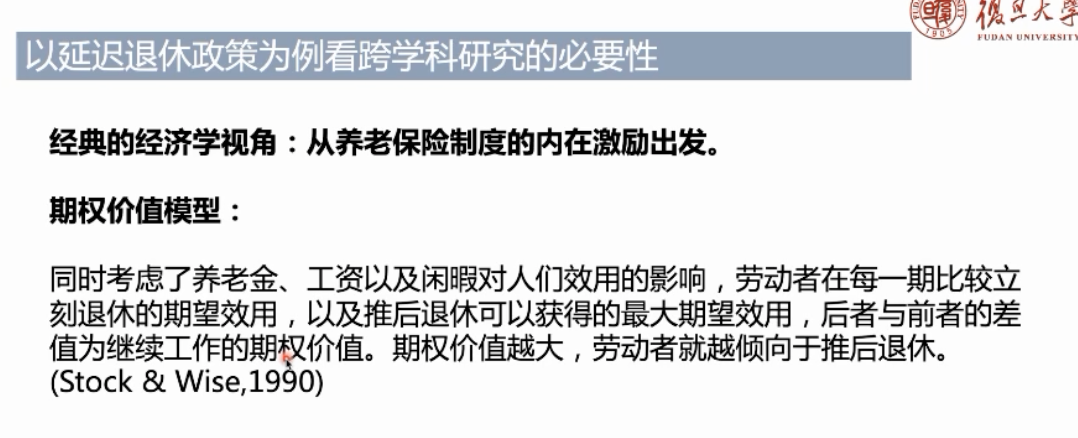 復旦大學
FUDAN UNIVERSITY
以延迟退休政策为例看跨学科研究的必要性
经典的经济学视角：从养老保险制度的内在激励出发。
期权价值模型：
同时考虑了养老金、工资以及闲暇对人们效用的影响，劳动者在每一期比较立
刻退休的期望效用，以及推后退休可以获得的最大期望效用，后者与前者的差
值为继续工作的期权价值。期权价值越大，劳动者就越倾向于推后退休。
(Stock & Wise,1990)